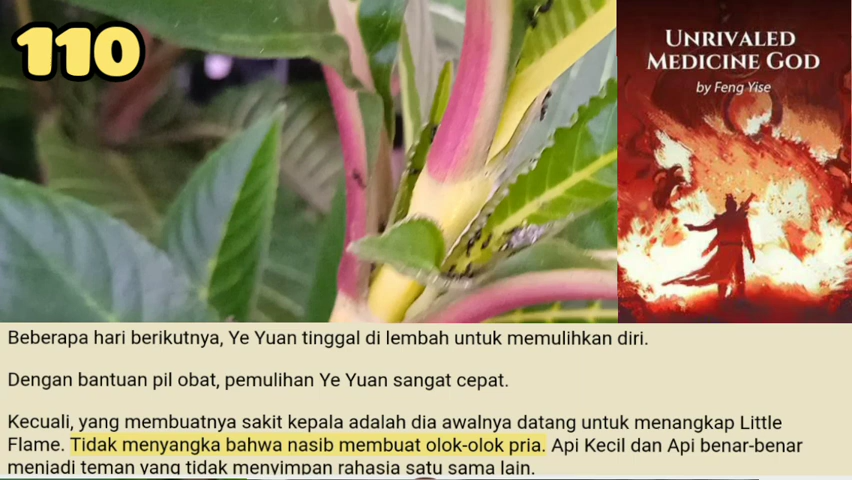 110
UNRIVALED
MEDICINE GOD
by Feng Yise
Beberapa hari berikutnya, Ye Yuan tinggal di lembah untuk memulihkan diri.
Dengan bantuan pil obat, pemulihan Ye Yuan sangat cepat.
Kecuali, yang membuatnya sakit kepala adalah dia awalnya datang untuk menangkap Little
Flame. Tidak menyangka bahwa nasib membuat olok-olok pria. Api Kecil dan Api benar-benar
menjadi teman yang tidak menyimpan rahasia satu sama lain.